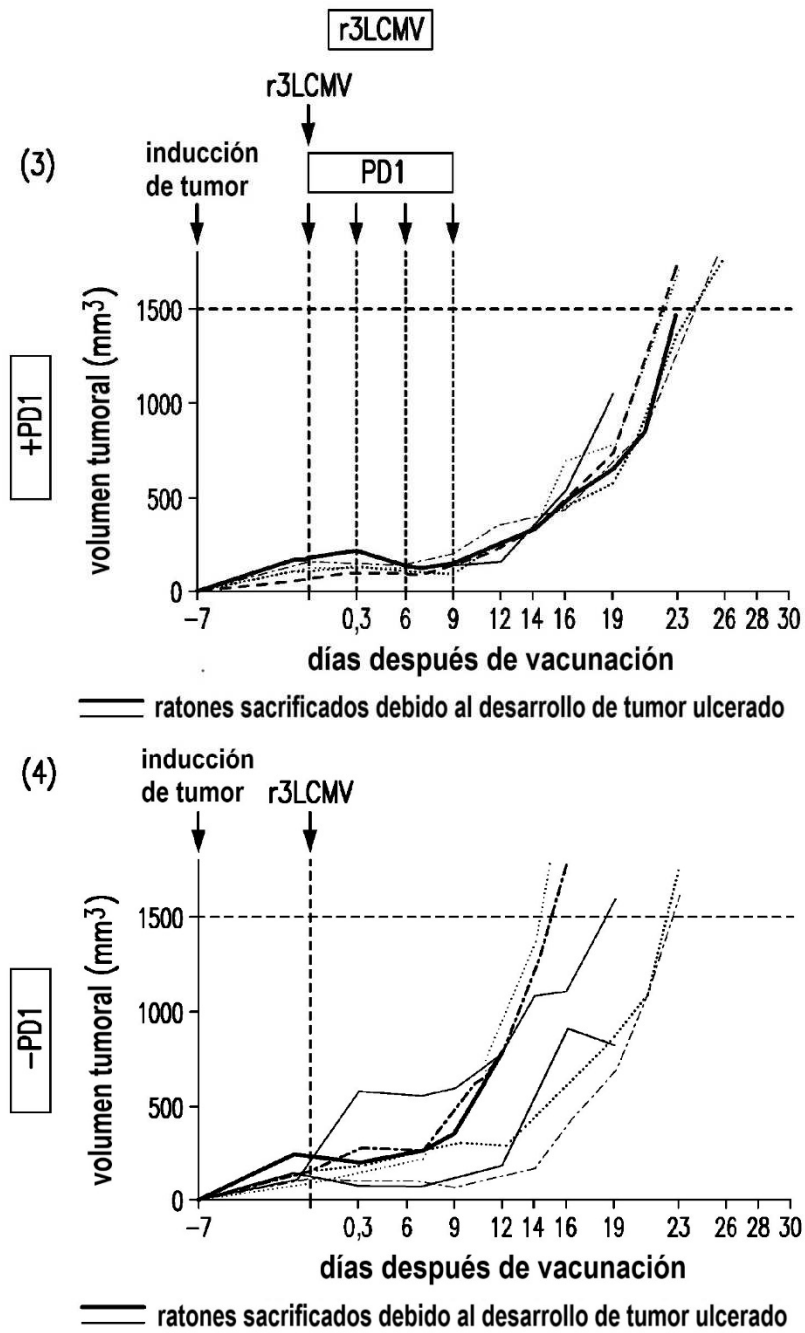 r3LCMV
r3LCMV
(3)
inducción
de tumor
PD1
+PD1
volumen tumoral (mm³)
1500
1000
500
0
-7
0,3
6
9
12
14
16
19
23
26
28
30
días después de vacunación
ratones sacrificados debido al desarrollo de tumor ulcerado
(4)
inducción
de tumor
r3LCMV
-PD1
volumen tumoral (mm³)
1500
1000
500
0
-7
0,3
6
9
12
14
16
19
23
26
28
30
días después de vacunación
ratones sacrificados debido al desarrollo de tumor ulcerado